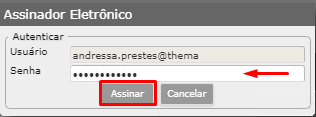 Assinador Eletrônico
Autenticar
Usuário andressa.prestes@thema
Senha ••••••••••••
Assinar Cancelar